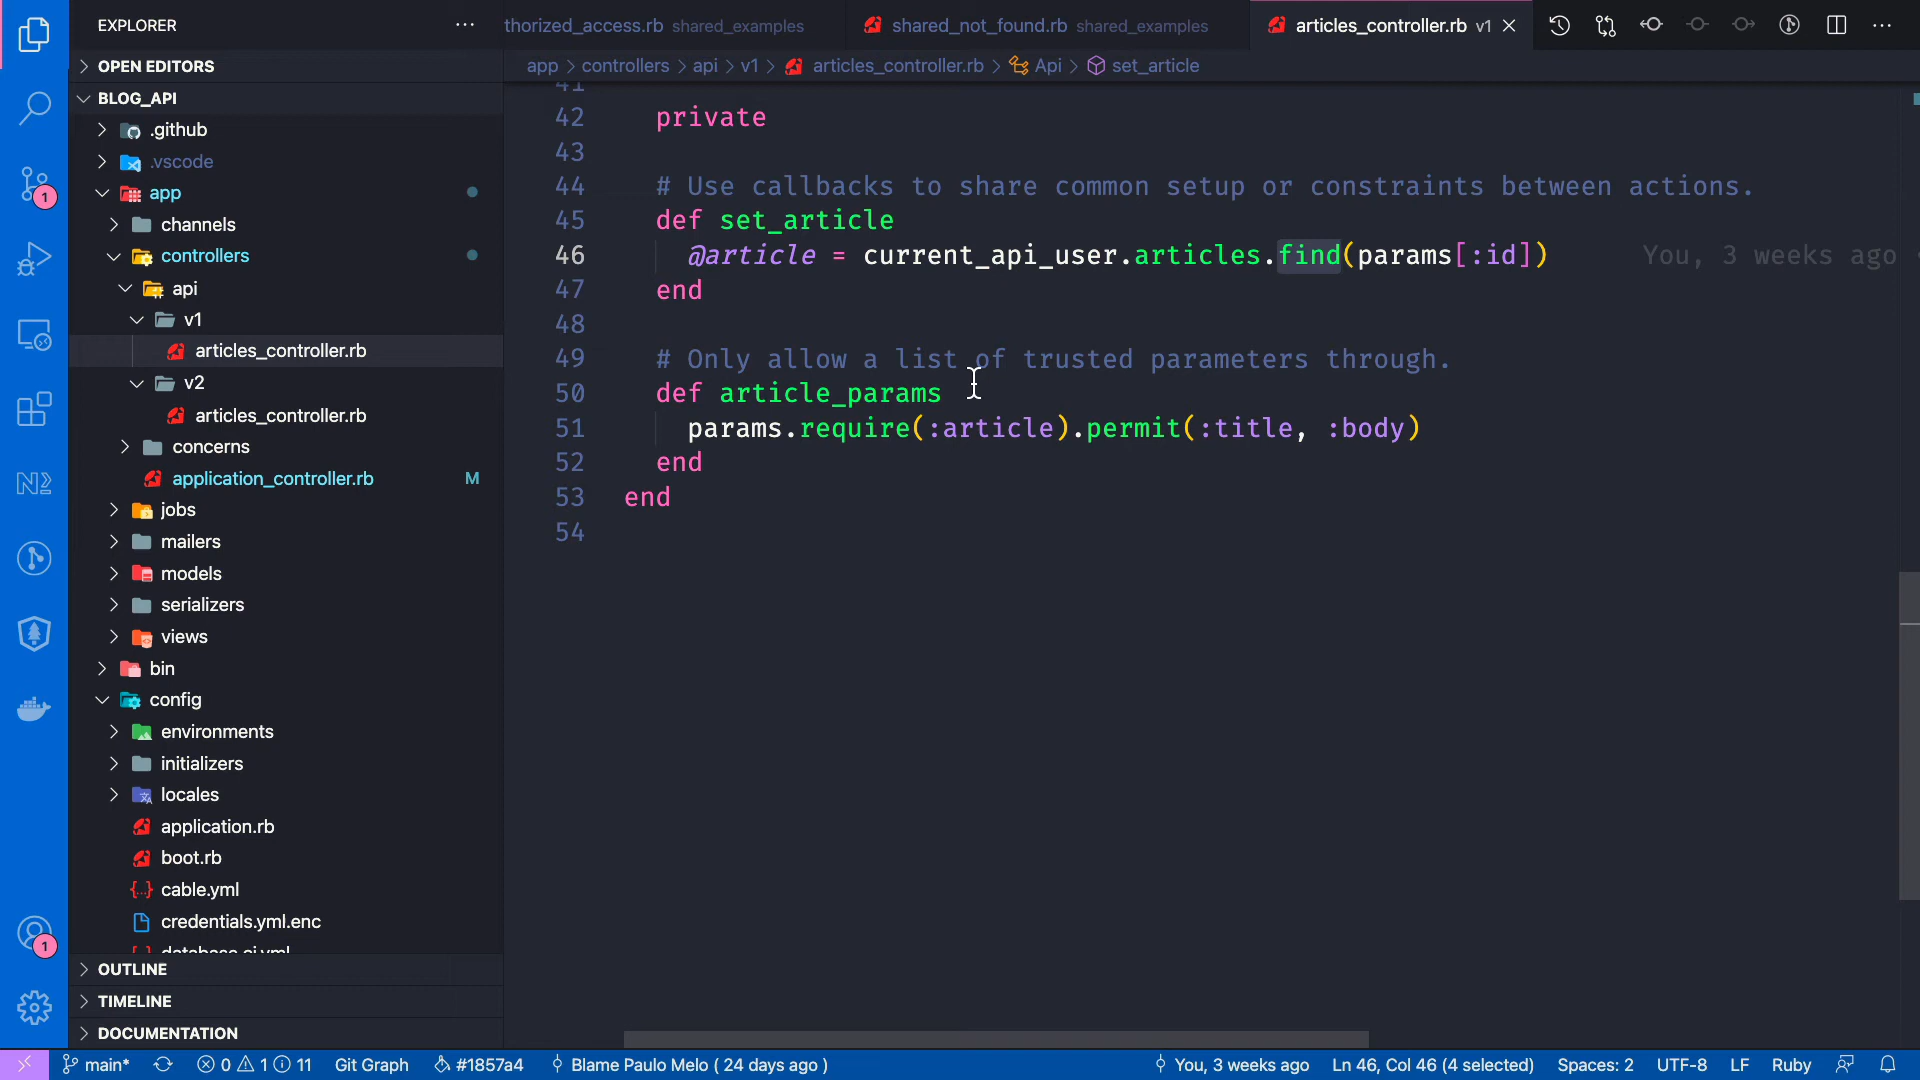 EXPLORER
OPEN EDITORS
BLOG_API
.github
.vscode
app
channels
controllers
api
v1
articles_controller.rb
v2
articles_controller.rb
concerns
application_controller.rb M
jobs
mailers
models
serializers
views
bin
config
environments
initializers
locales
application.rb
boot.rb
cable.yml
credentials.yml.enc
OUTLINE
TIMELINE
DOCUMENTATION
1
1
thorized_access.rb shared_examples shared_not_found.rb shared_examples articles_controller.rb v1
app > controllers > api > v1 > articles_controller.rb > Api > set_article
41
42 private
43
44 # Use callbacks to share common setup or constraints between actions.
45 def set_article
46 @article = current_api_user.articles.find(params[:id]) You, 3 weeks ago
47 end
48
49 # Only allow a list of trusted parameters through.
50 def article_params
51 params.require(:article).permit(:title, :body)
52 end
53 end
54
main* 0 1 11 Git Graph #1857a4 Blame Paulo Melo ( 24 days ago ) You, 3 weeks ago Ln 46, Col 46 (4 selected) Spaces: 2 UTF-8 LF Ruby